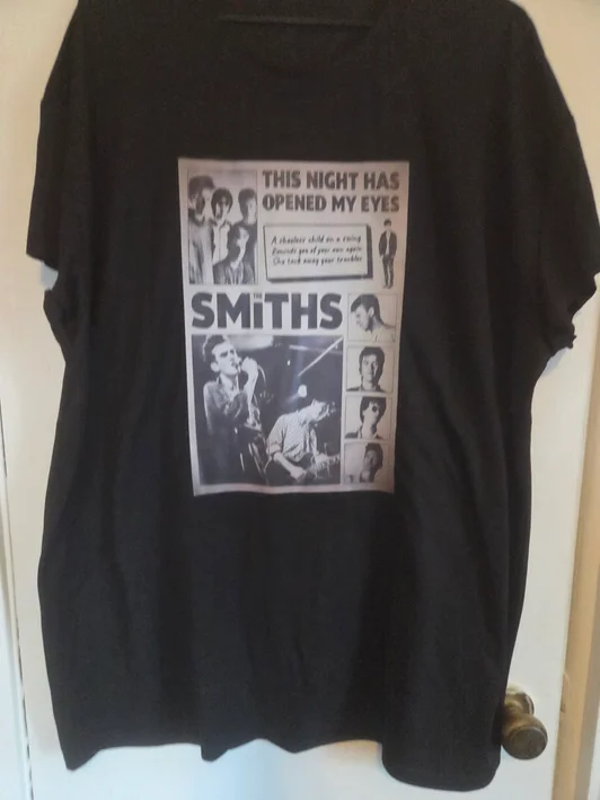 THIS NIGHT HAS
OPENED MY EYES
A shoeless child on a swing
Reminds you of your own again
She took away your troubles
THE
SMiTHS